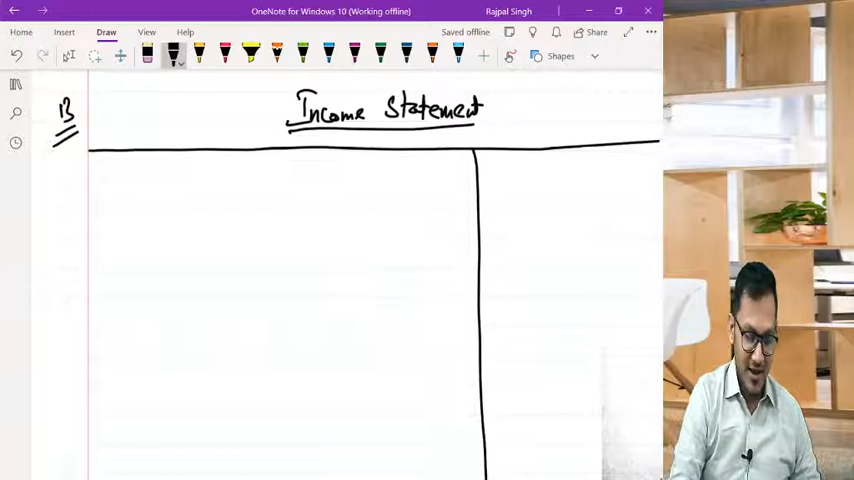 OneNote for Windows 10 (Working offline)
Rajpal Singh
Home
Insert
Draw
View
Help
Saved offline
Share
Shapes
B
Income Statement